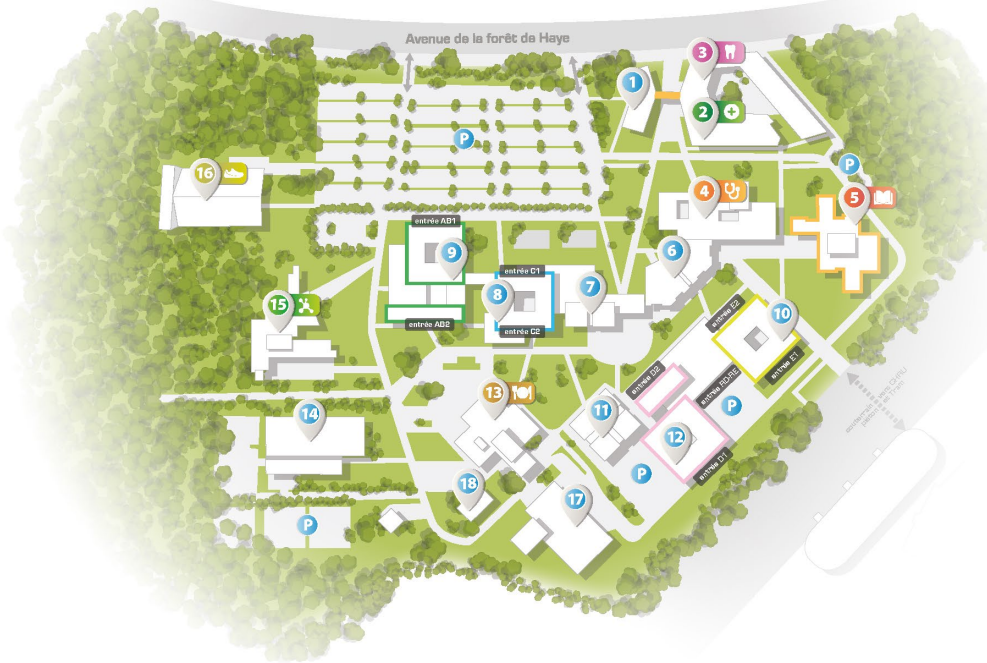 Avenue de la forêt de Haye
3
1
2
P
P
16
4
5
entrée AB1
9
6
entrée C1
8
7
15
entrée E2
10
entrée AB2
entrée C2
entrée E1
entrée D2
entrée RD-RE
13
P
11
14
12
entrée D1
P
18
17
P